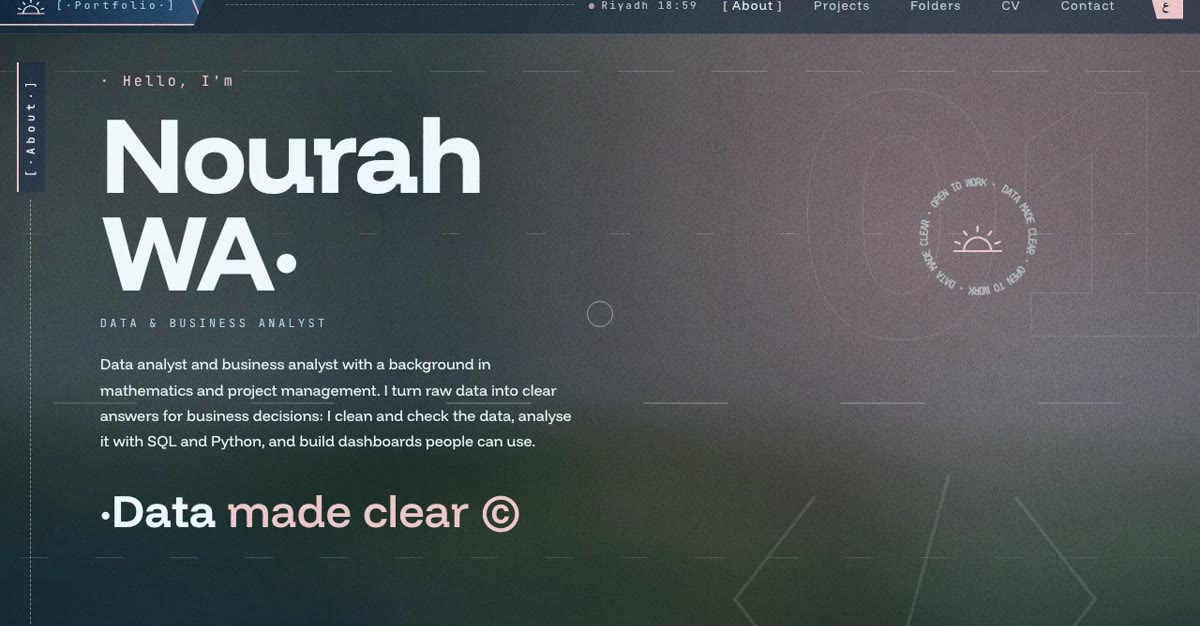 [·Portfolio·]
Riyadh 18:59
[ About ]
Projects
Folders
CV
Contact
ع
[·About·]
· Hello, I'm
Nourah
WA·
DATA & BUSINESS ANALYST
Data analyst and business analyst with a background in
mathematics and project management. I turn raw data into clear
answers for business decisions: I clean and check the data, analyse
it with SQL and Python, and build dashboards people can use.
·Data made clear ©
01
OPEN TO WORK · DATA MADE CLEAR · OPEN TO WORK · DATA MADE CLEAR ·